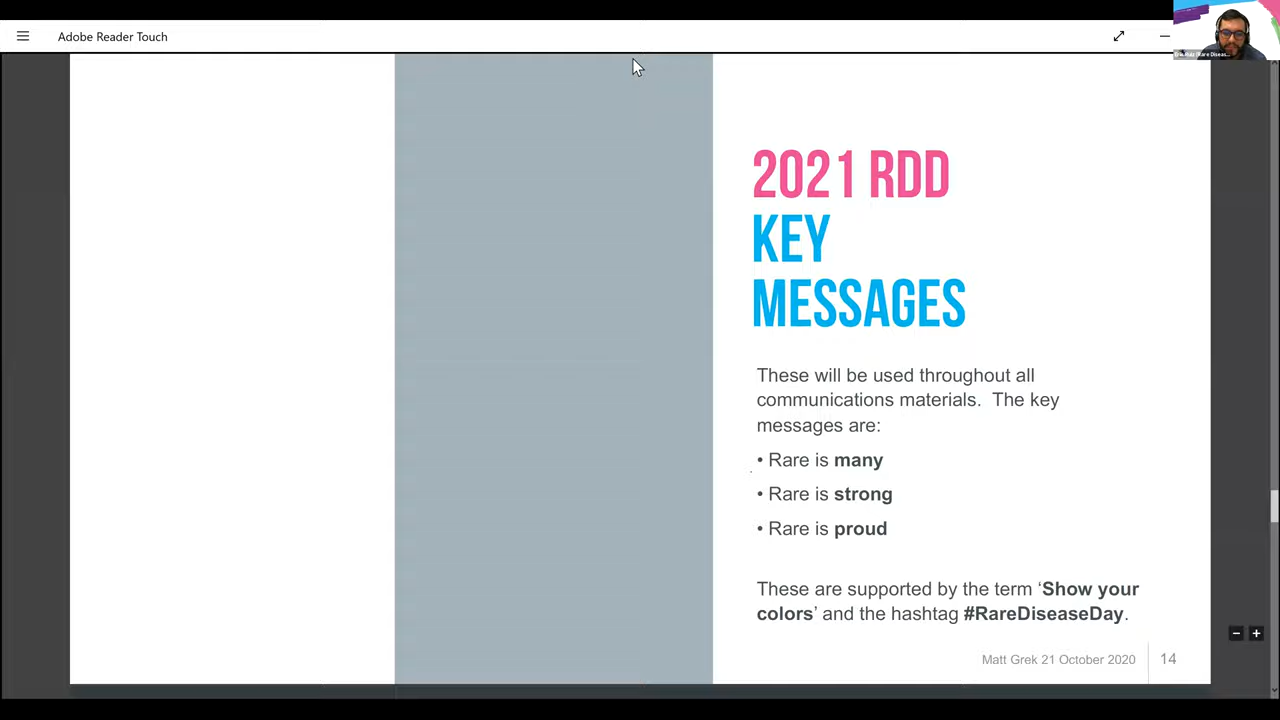 Adobe Reader Touch
2021 RDD
KEY
MESSAGES
These will be used throughout all
communications materials.  The key
messages are:
• Rare is many
• Rare is strong
• Rare is proud
These are supported by the term ‘Show your
colors’ and the hashtag #RareDiseaseDay.
Matt Grek 21 October 2020
14